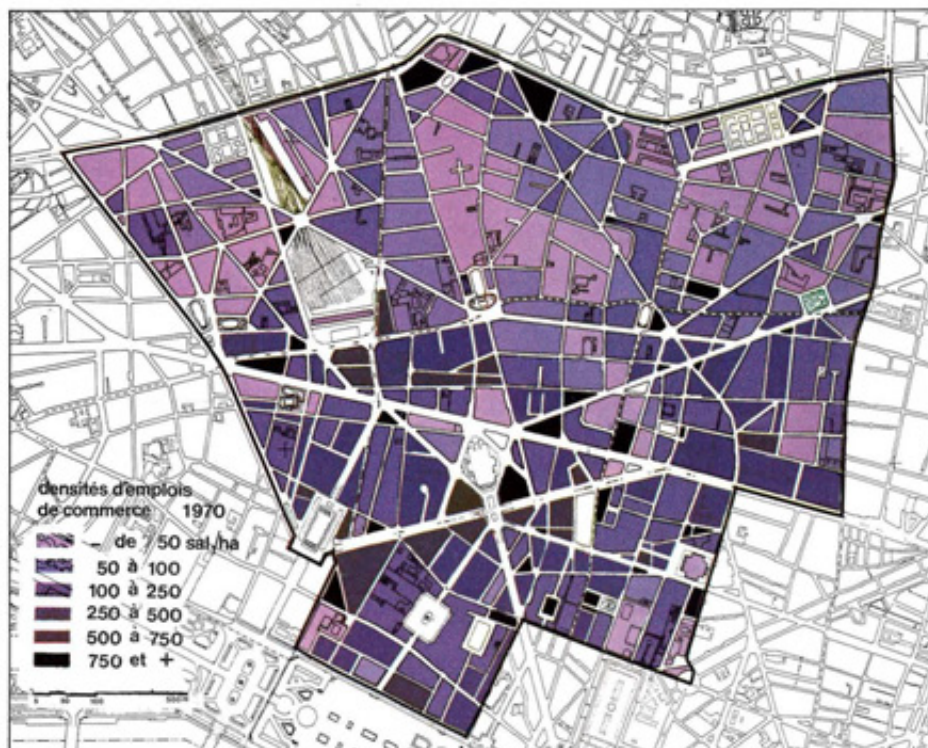 densités d'emplois
de commerce 1970
- de 50 sal/ha
50 à 100
100 à 250
250 à 500
500 à 750
750 et +